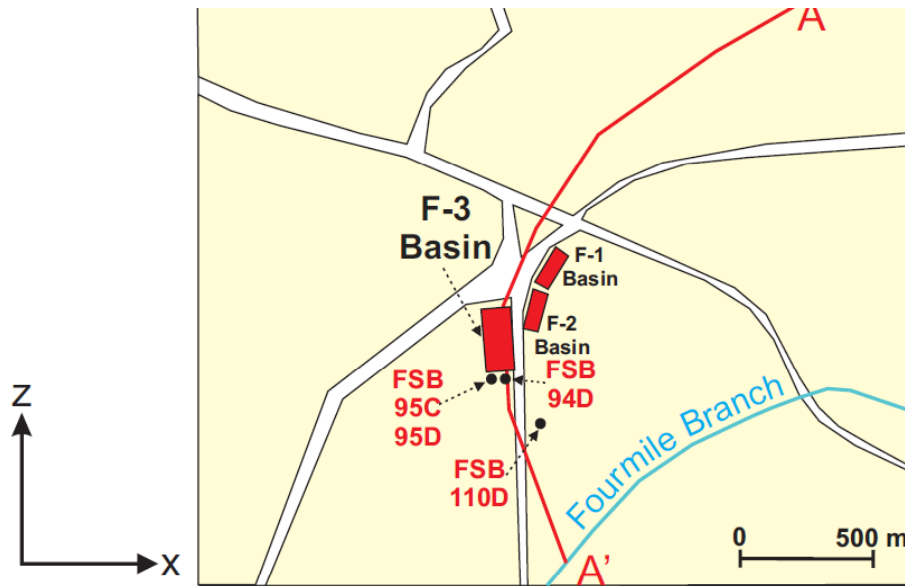 A
F-3
Basin
F-1
Basin
F-2
Basin
FSB
95C
95D
FSB
94D
FSB
110D
Fourmile Branch
A'
0 500 m
Z
X